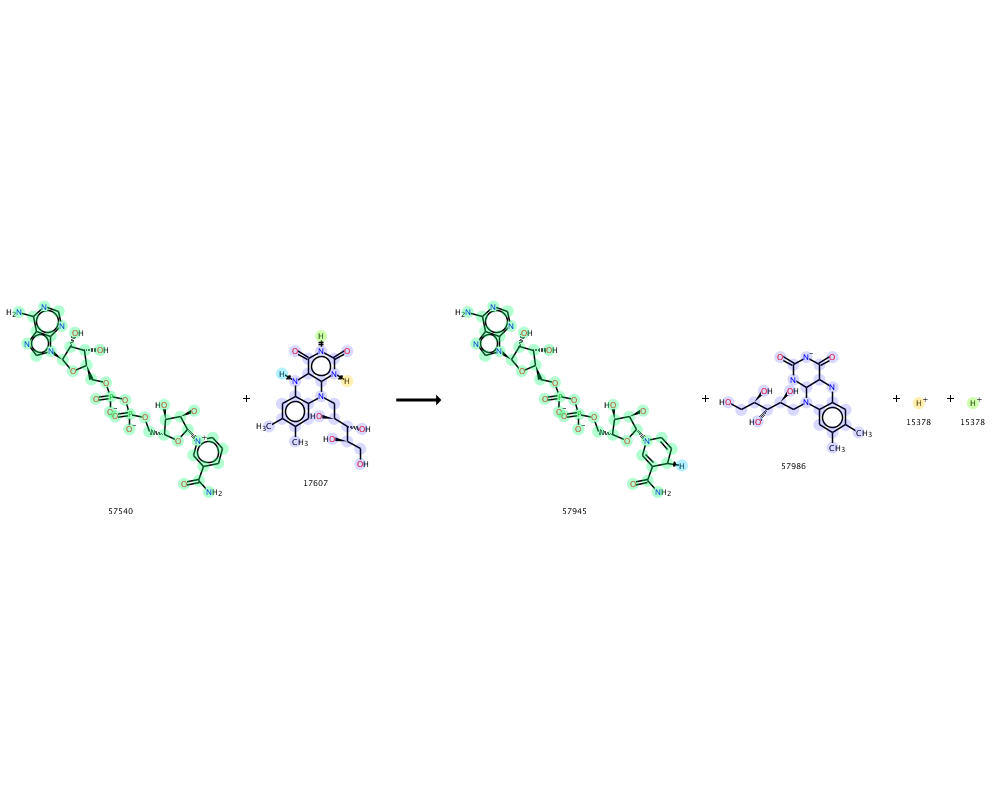 H₂N N N N N OH OH O O O P O⁻ O P O⁻ O HO O O N⁺ O NH₂
57540
+
H O N O H N N H N H₃C CH₃ HO OH HO OH
17607
H₂N N N N N OH OH O O O P O⁻ O P O⁻ O HO O O N H O NH₂
57945
+
O N⁻ O N N N HO OH OH HO CH₃ CH₃
57986
+
H⁺
15378
+
H⁺
15378